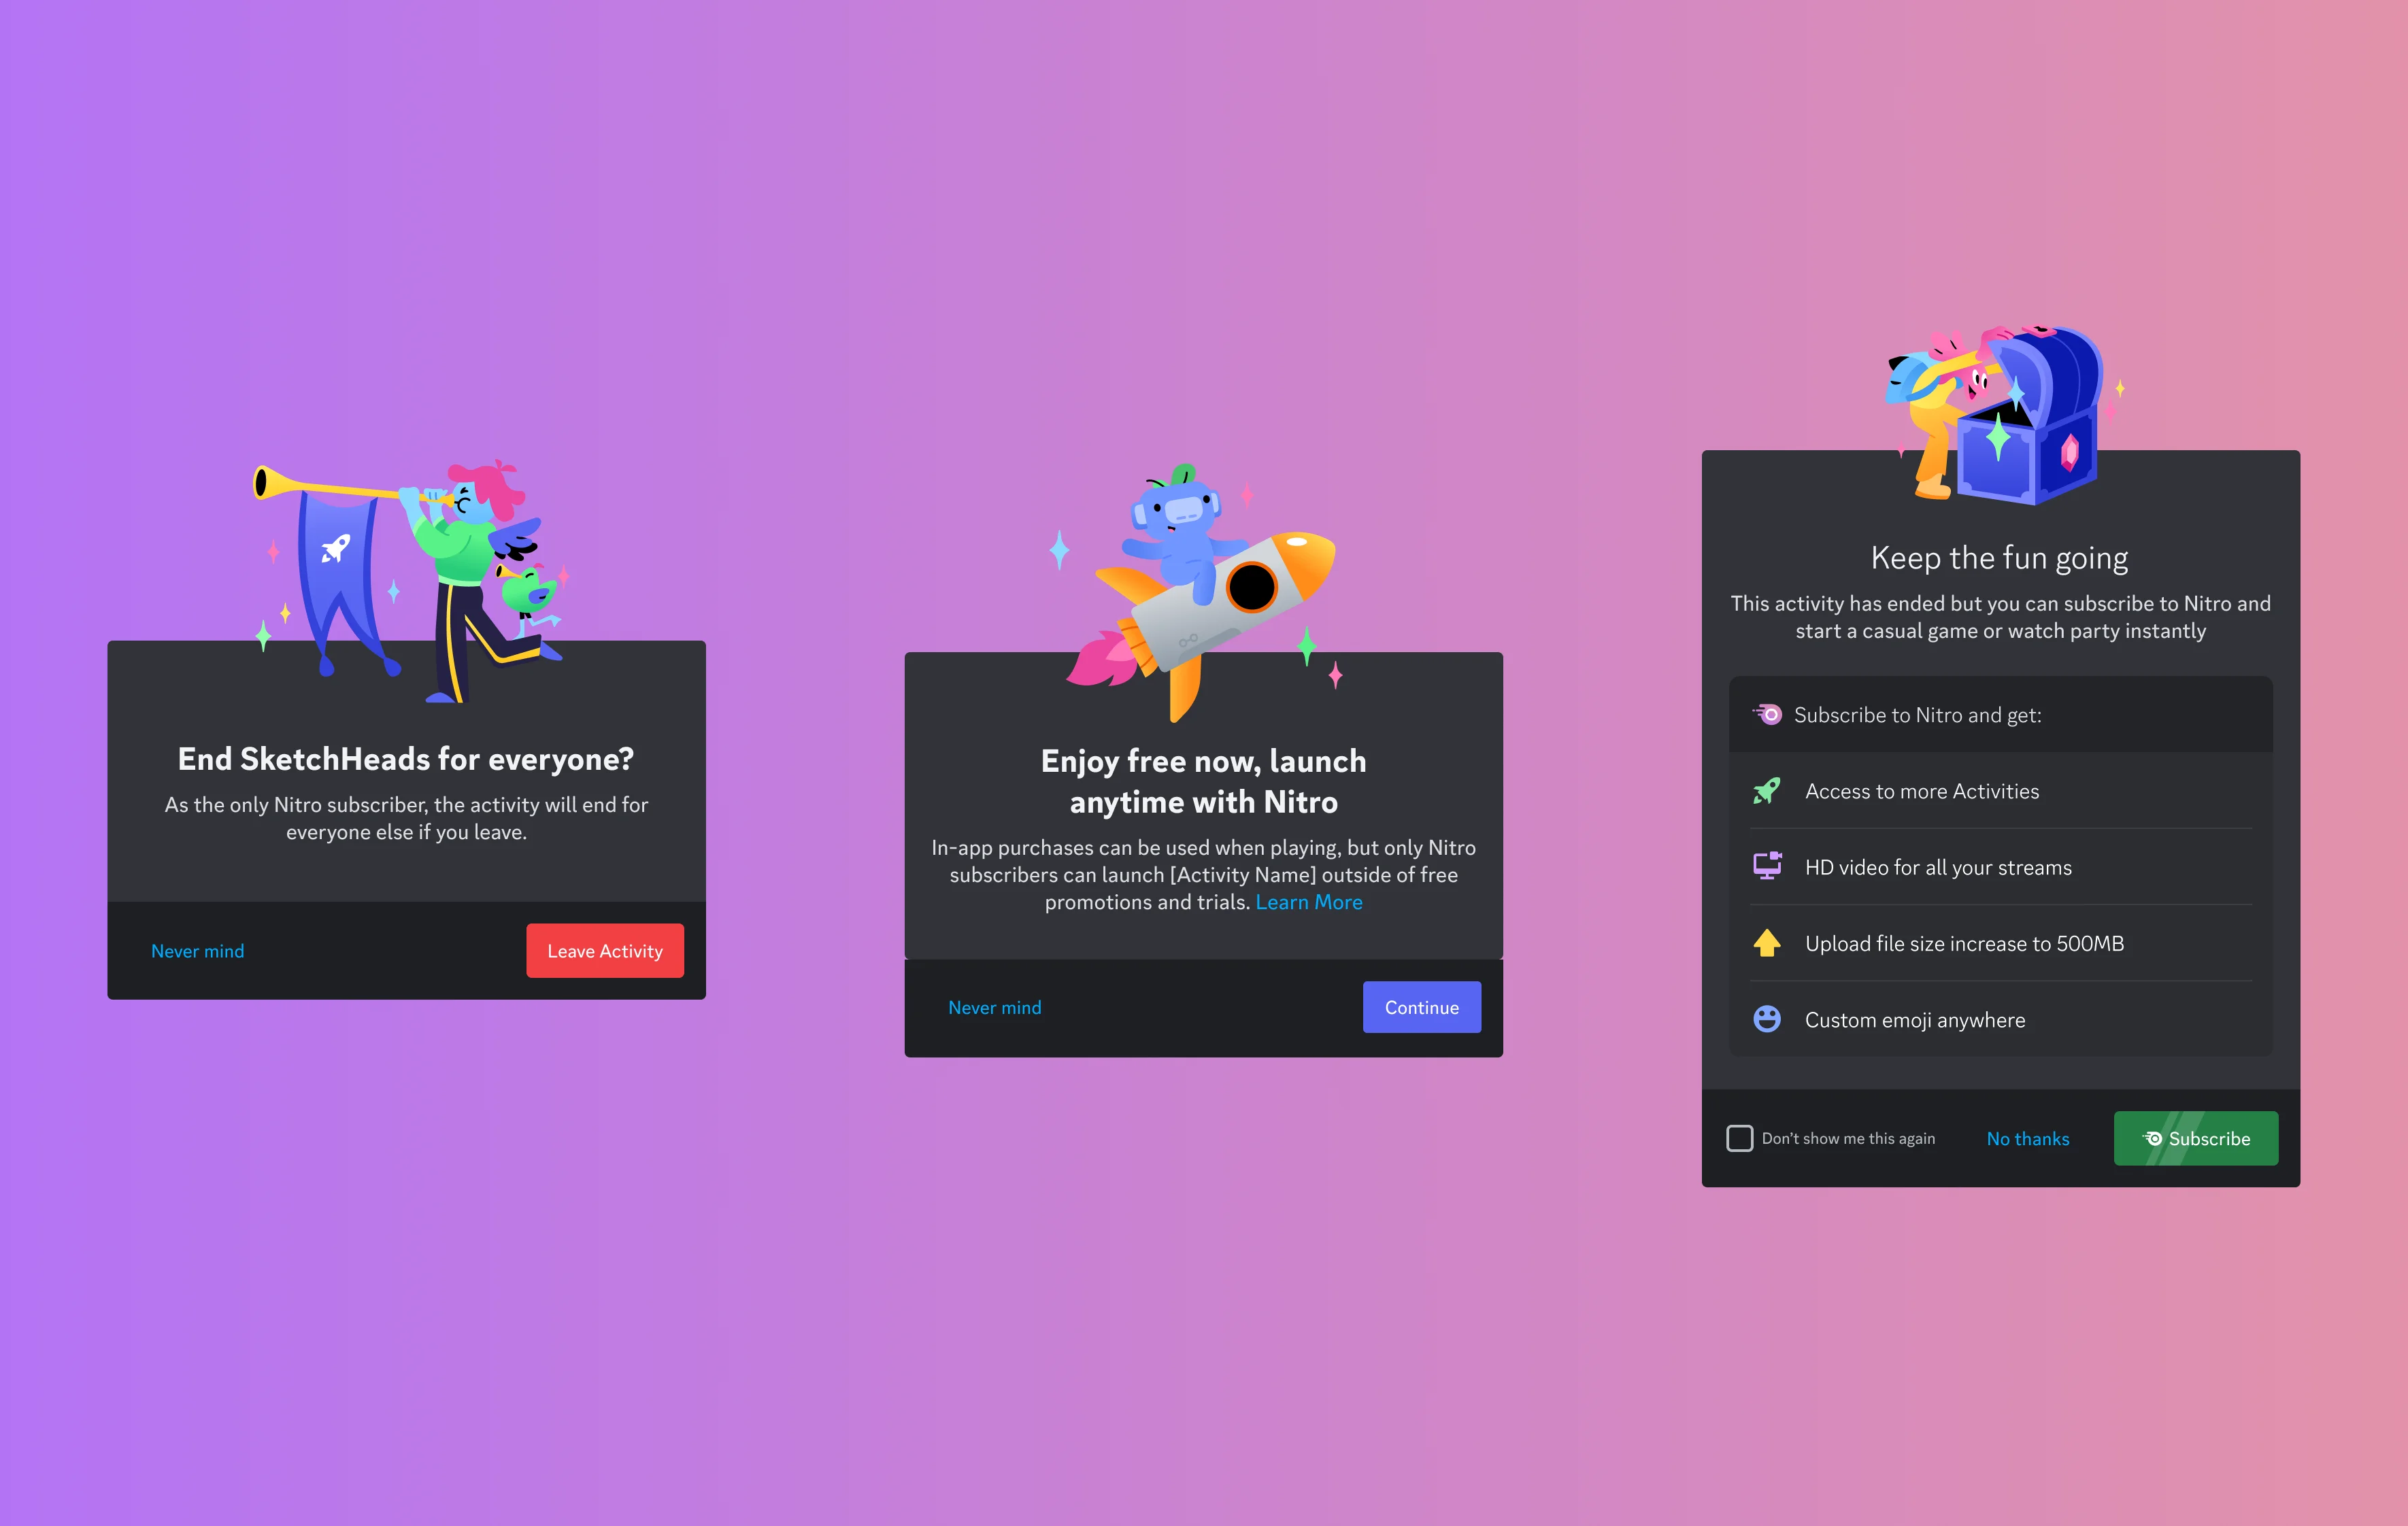 End SketchHeads for everyone?
As the only Nitro subscriber, the activity will end for
everyone else if you leave.
Never mind
Leave Activity
Enjoy free now, launch
anytime with Nitro
In-app purchases can be used when playing, but only Nitro
subscribers can launch [Activity Name] outside of free
promotions and trials. Learn More
Never mind
Continue
Keep the fun going
This activity has ended but you can subscribe to Nitro and
start a casual game or watch party instantly
Subscribe to Nitro and get:
Access to more Activities
HD video for all your streams
Upload file size increase to 500MB
Custom emoji anywhere
Don't show me this again
No thanks
Subscribe